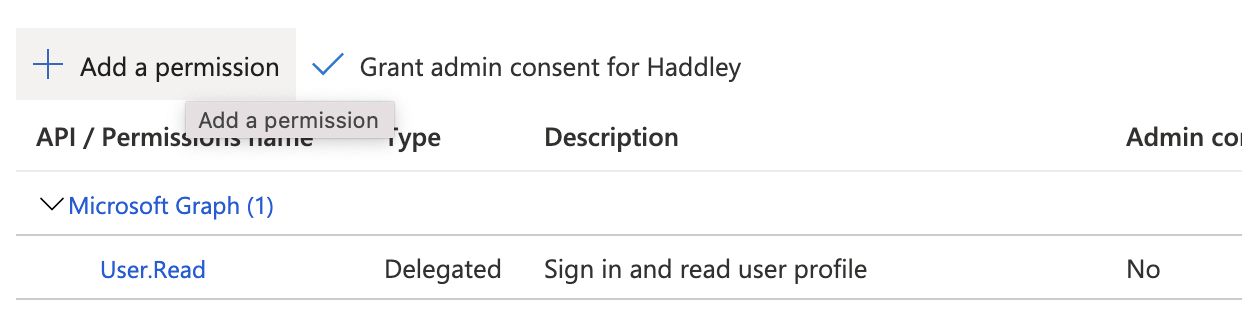 Add a permission Grant admin consent for Haddley
Add a permission
API / Permissions name Type Description Admin
Microsoft Graph (1)
User.Read Delegated Sign in and read user profile No